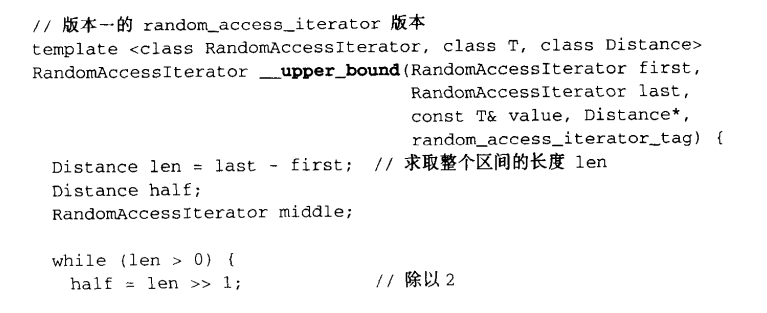 // 版本一的 random_access_iterator 版本
template <class RandomAccessIterator, class T, class Distance>
RandomAccessIterator __upper_bound(RandomAccessIterator first,
RandomAccessIterator last,
const T& value, Distance*,
random_access_iterator_tag) {
Distance len = last - first; // 求取整个区间的长度 len
Distance half;
RandomAccessIterator middle;
while (len > 0) {
half = len >> 1; // 除以 2